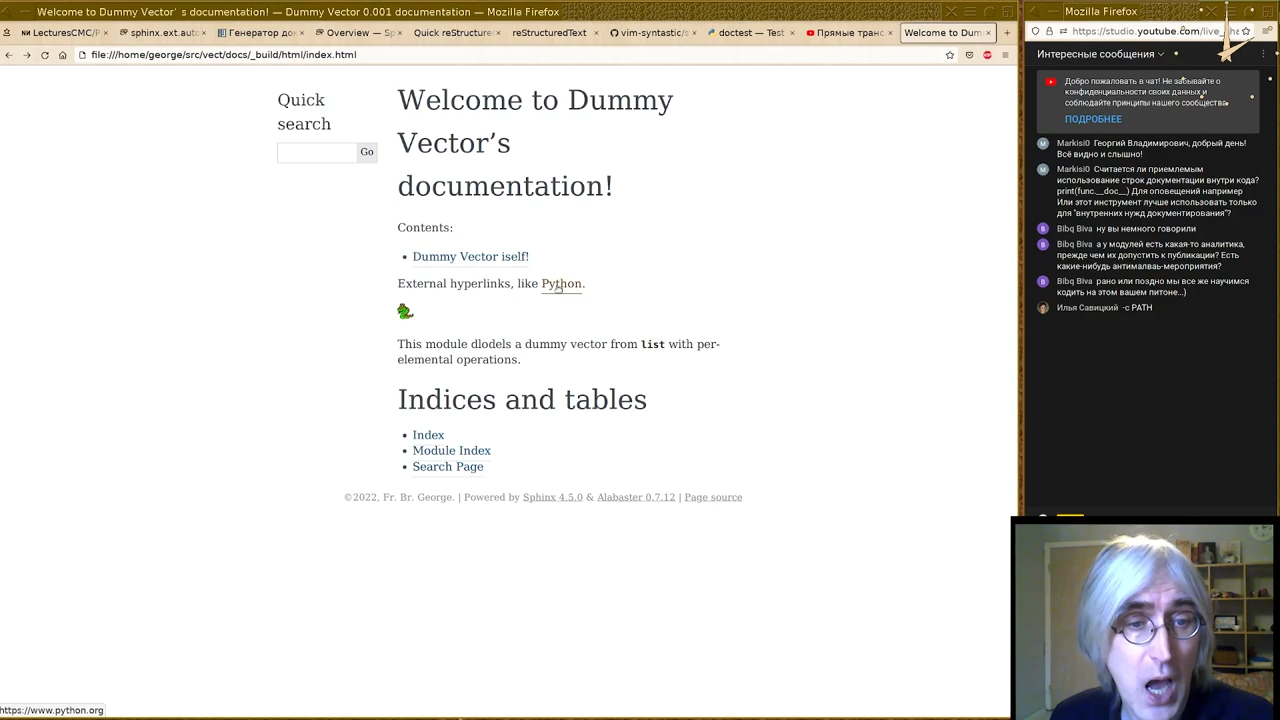 Welcome to Dummy Vector' s documentation! — Dummy Vector 0.001 documentation — Mozilla Firefox
LecturesCMC/P
sphinx.ext.auto
Генератор док
Overview — Sp
Quick reStructure
reStructuredText
vim-syntastic/s
doctest — Test
Прямые транс
Welcome to Dum
file:///home/george/src/vect/docs/_build/html/index.html
Quick
search
Go
Welcome to Dummy
Vector's
documentation!
Contents:
Dummy Vector iself!
External hyperlinks, like Python.
This module dlodels a dummy vector from list with per-
elemental operations.
Indices and tables
Index
Module Index
Search Page
©2022, Fr. Br. George. | Powered by Sphinx 4.5.0 & Alabaster 0.7.12 | Page source
https://www.python.org
Mozilla Firefox
https://studio.youtube.com/live_cha
Интересные сообщения
Добро пожаловать в чат! Не забывайте о
конфиденциальности своих данных и
соблюдайте принципы нашего сообщества.
ПОДРОБНЕЕ
M Markisi0 Георгий Владимирович, добрый день!
Всё видно и слышно!
M Markisi0 Считается ли приемлемым
использование строк документации внутри кода?
print(func.__doc__) Для оповещений например
Или этот инструмент лучше использовать только
для "внутренних нужд документирования"?
B Bibq Biva ну вы немного говорили
B Bibq Biva а у модулей есть какая-то аналитика,
прежде чем их допустить к публикации? Есть
какие-нибудь антималваь-мероприятия?
B Bibq Biva рано или поздно мы все же научимся
кодить на этом вашем питоне...)
Илья Савицкий -c PATH